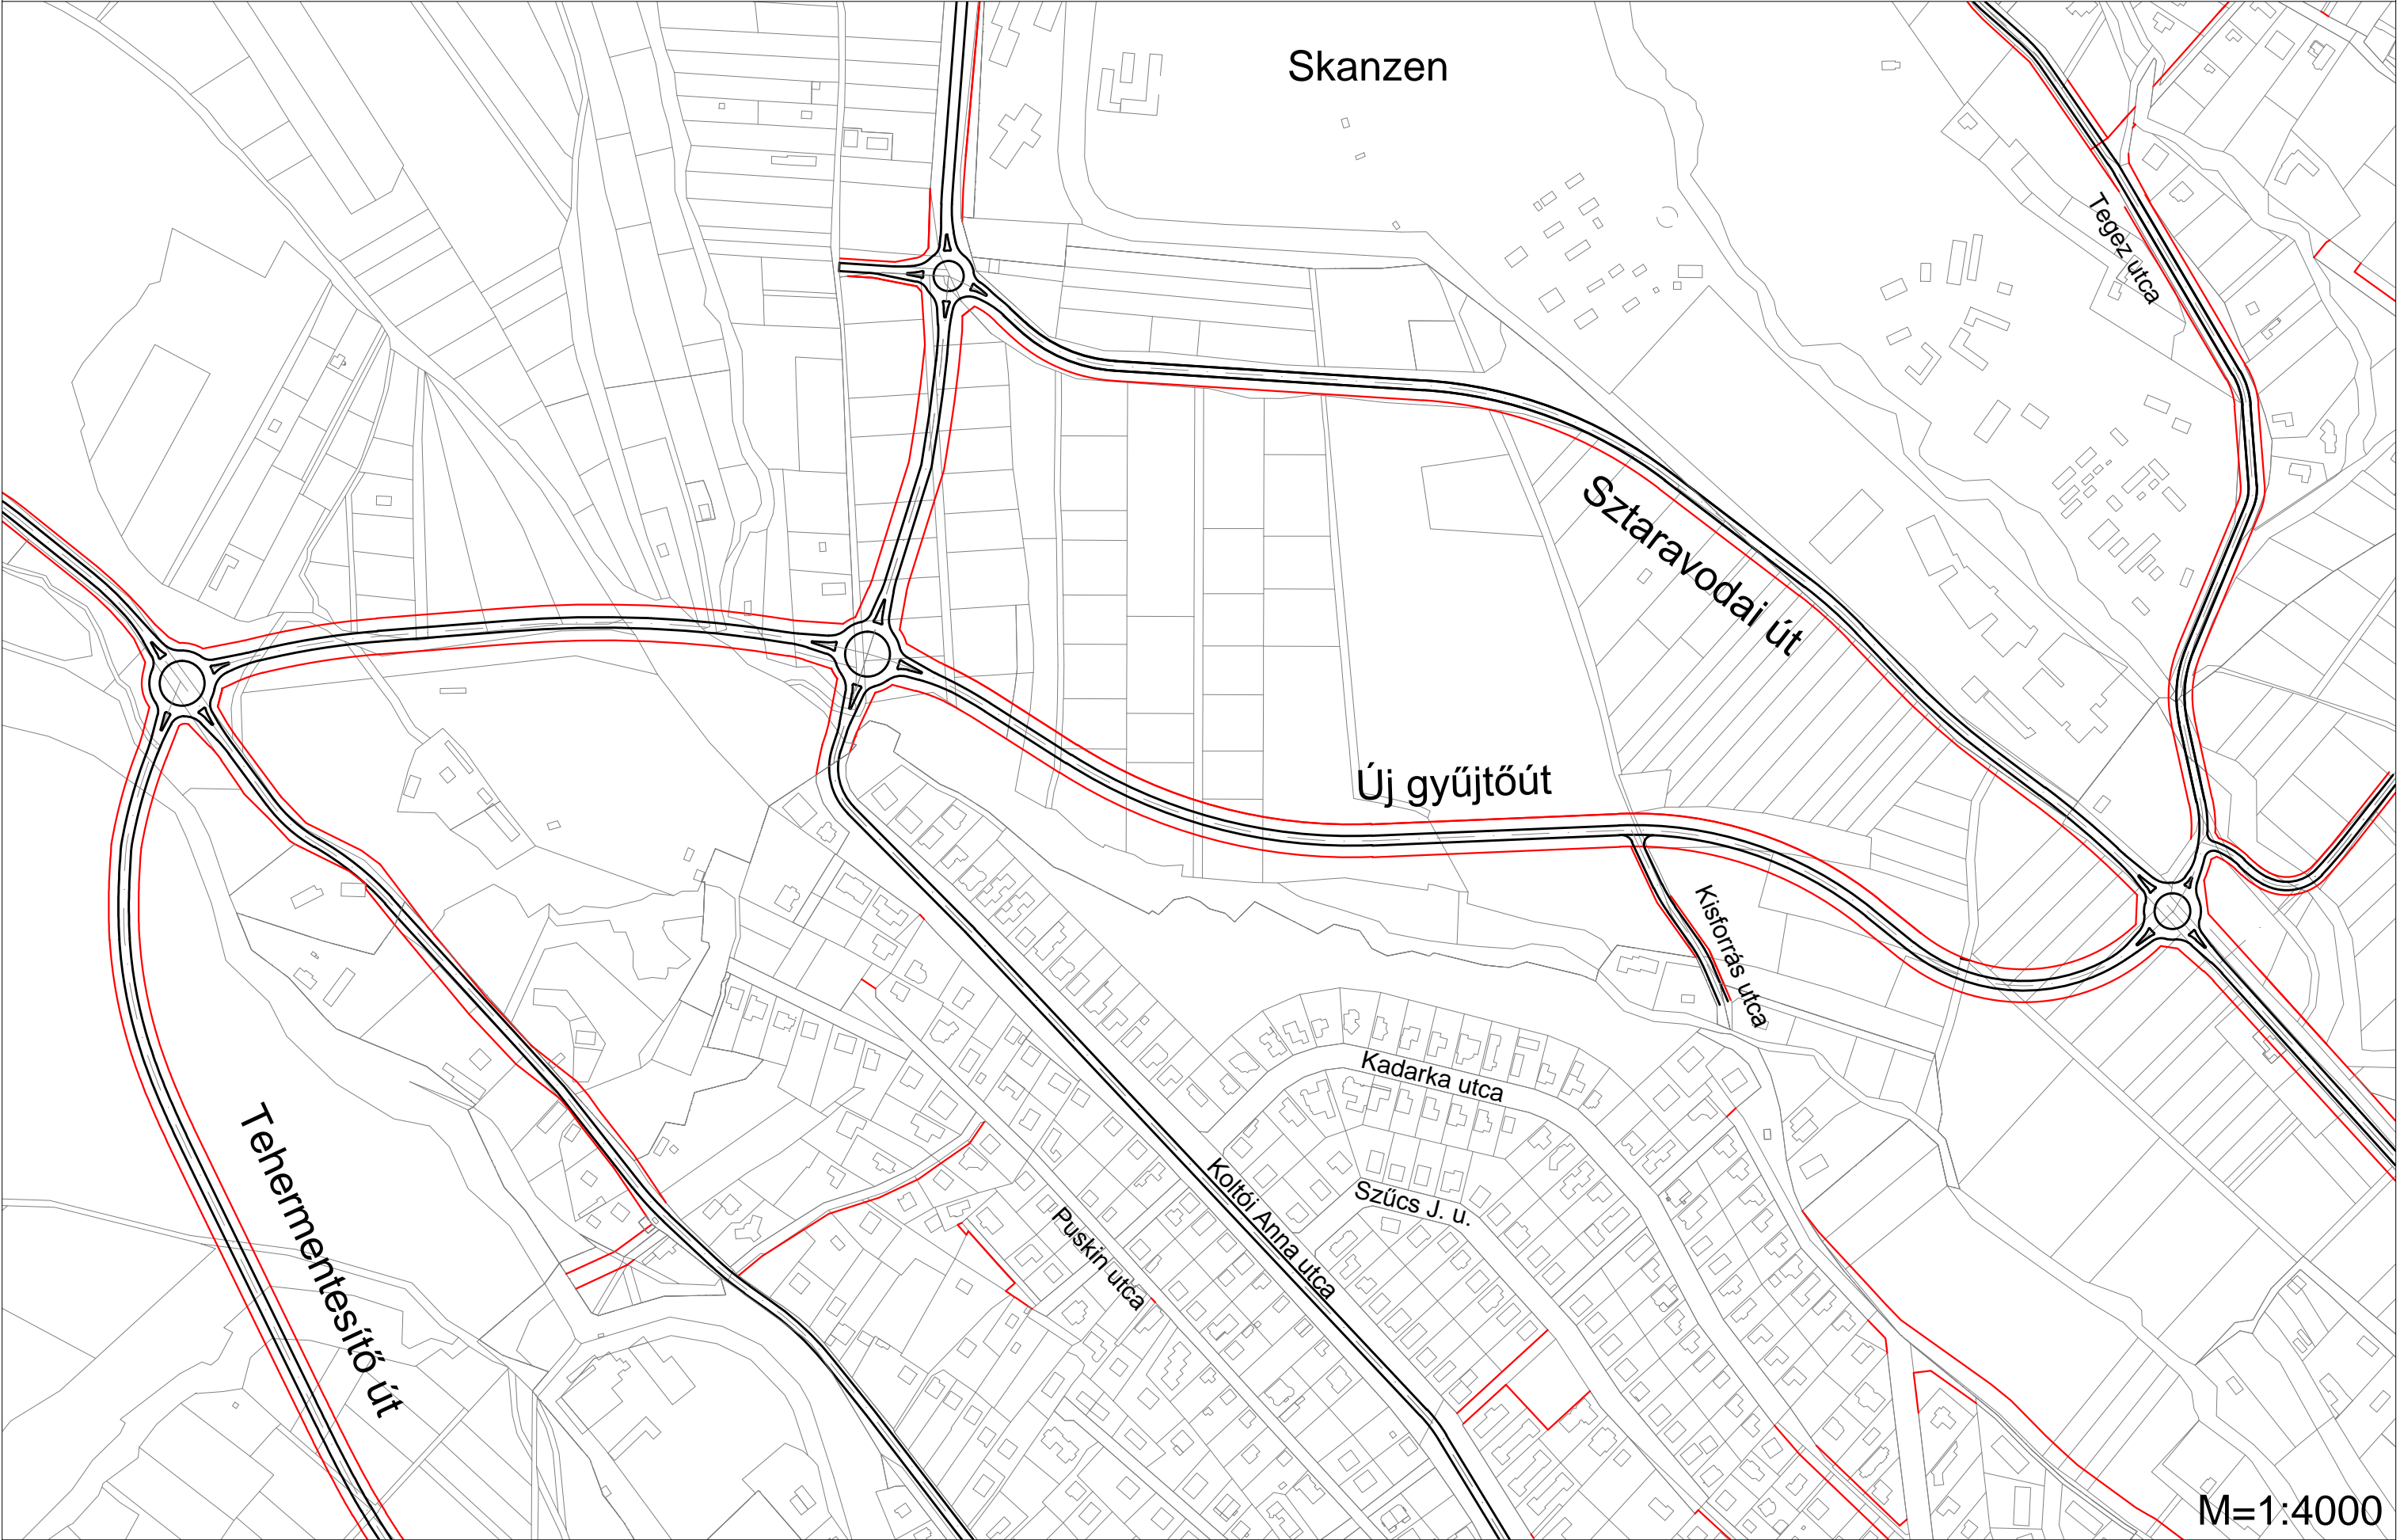 Skanzen
Tegez utca
Sztaravodai út
Új gyűjtőút
Kisforrás utca
Kadarka utca
Tehermentesítő út
Koltói Anna utca
Szűcs J. u.
Puskin utca
M=1:4000